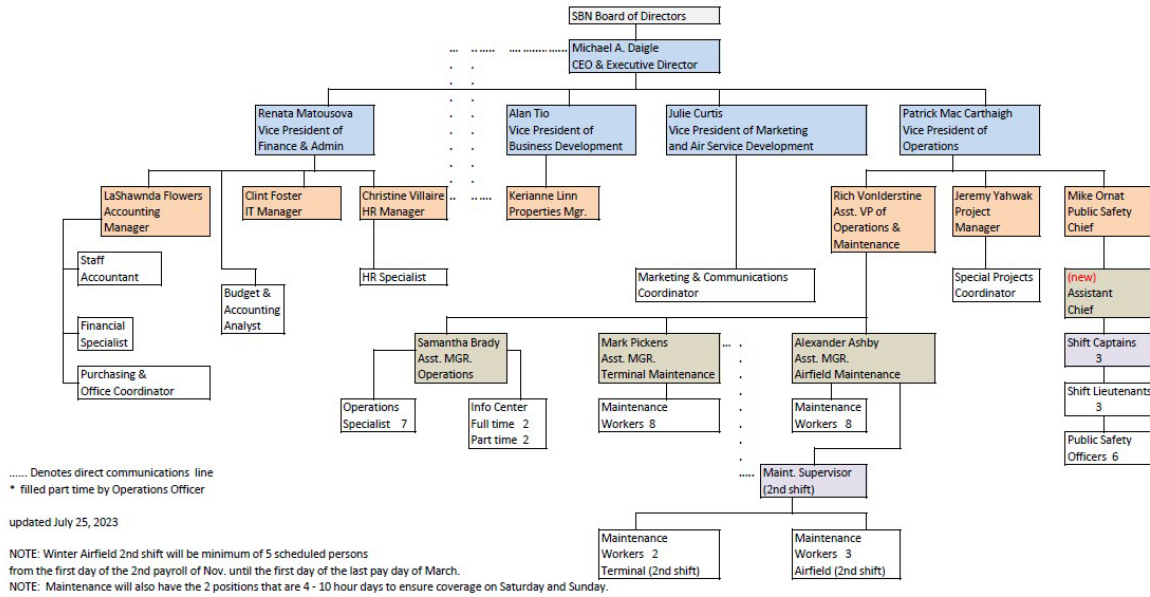 SBN Board of Directors
Michael A. Daigle
CEO & Executive Director
Renata Matousova
Vice President of
Finance & Admin
Alan Tio
Vice President of
Business Development
Julie Curtis
Vice President of Marketing
and Air Service Development
Patrick Mac Carthaigh
Vice President of
Operations
LaShawnda Flowers
Accounting
Manager
Clint Foster
IT Manager
Christine Villaire
HR Manager
Kerianne Linn
Properties Mgr.
Rich VonIderstine
Asst. VP of
Operations &
Maintenance
Jeremy Yahwak
Project
Manager
Mike Ornat
Public Safety
Chief
Staff
Accountant
Budget &
Accounting
Analyst
HR Specialist
Marketing & Communications
Coordinator
Special Projects
Coordinator
(new)
Assistant
Chief
Financial
Specialist
Purchasing &
Office Coordinator
Samantha Brady
Asst. MGR.
Operations
Mark Pickens
Asst. MGR.
Terminal Maintenance
Alexander Ashby
Asst. MGR.
Airfield Maintenance
Shift Captains
3
Shift Lieutenants
3
Public Safety
Officers 6
Operations
Specialist 7
Info Center
Full time 2
Part time 2
Maintenance
Workers 8
Maintenance
Workers 8
Maint. Supervisor
(2nd shift)
Maintenance
Workers 2
Terminal (2nd shift)
Maintenance
Workers 3
Airfield (2nd shift)
...... Denotes direct communications line
* filled part time by Operations Officer
updated July 25, 2023
NOTE: Winter Airfield 2nd shift will be minimum of 5 scheduled persons
from the first day of the 2nd payroll of Nov. until the first day of the last pay day of March.
NOTE: Maintenance will also have the 2 positions that are 4 - 10 hour days to ensure coverage on Saturday and Sunday.